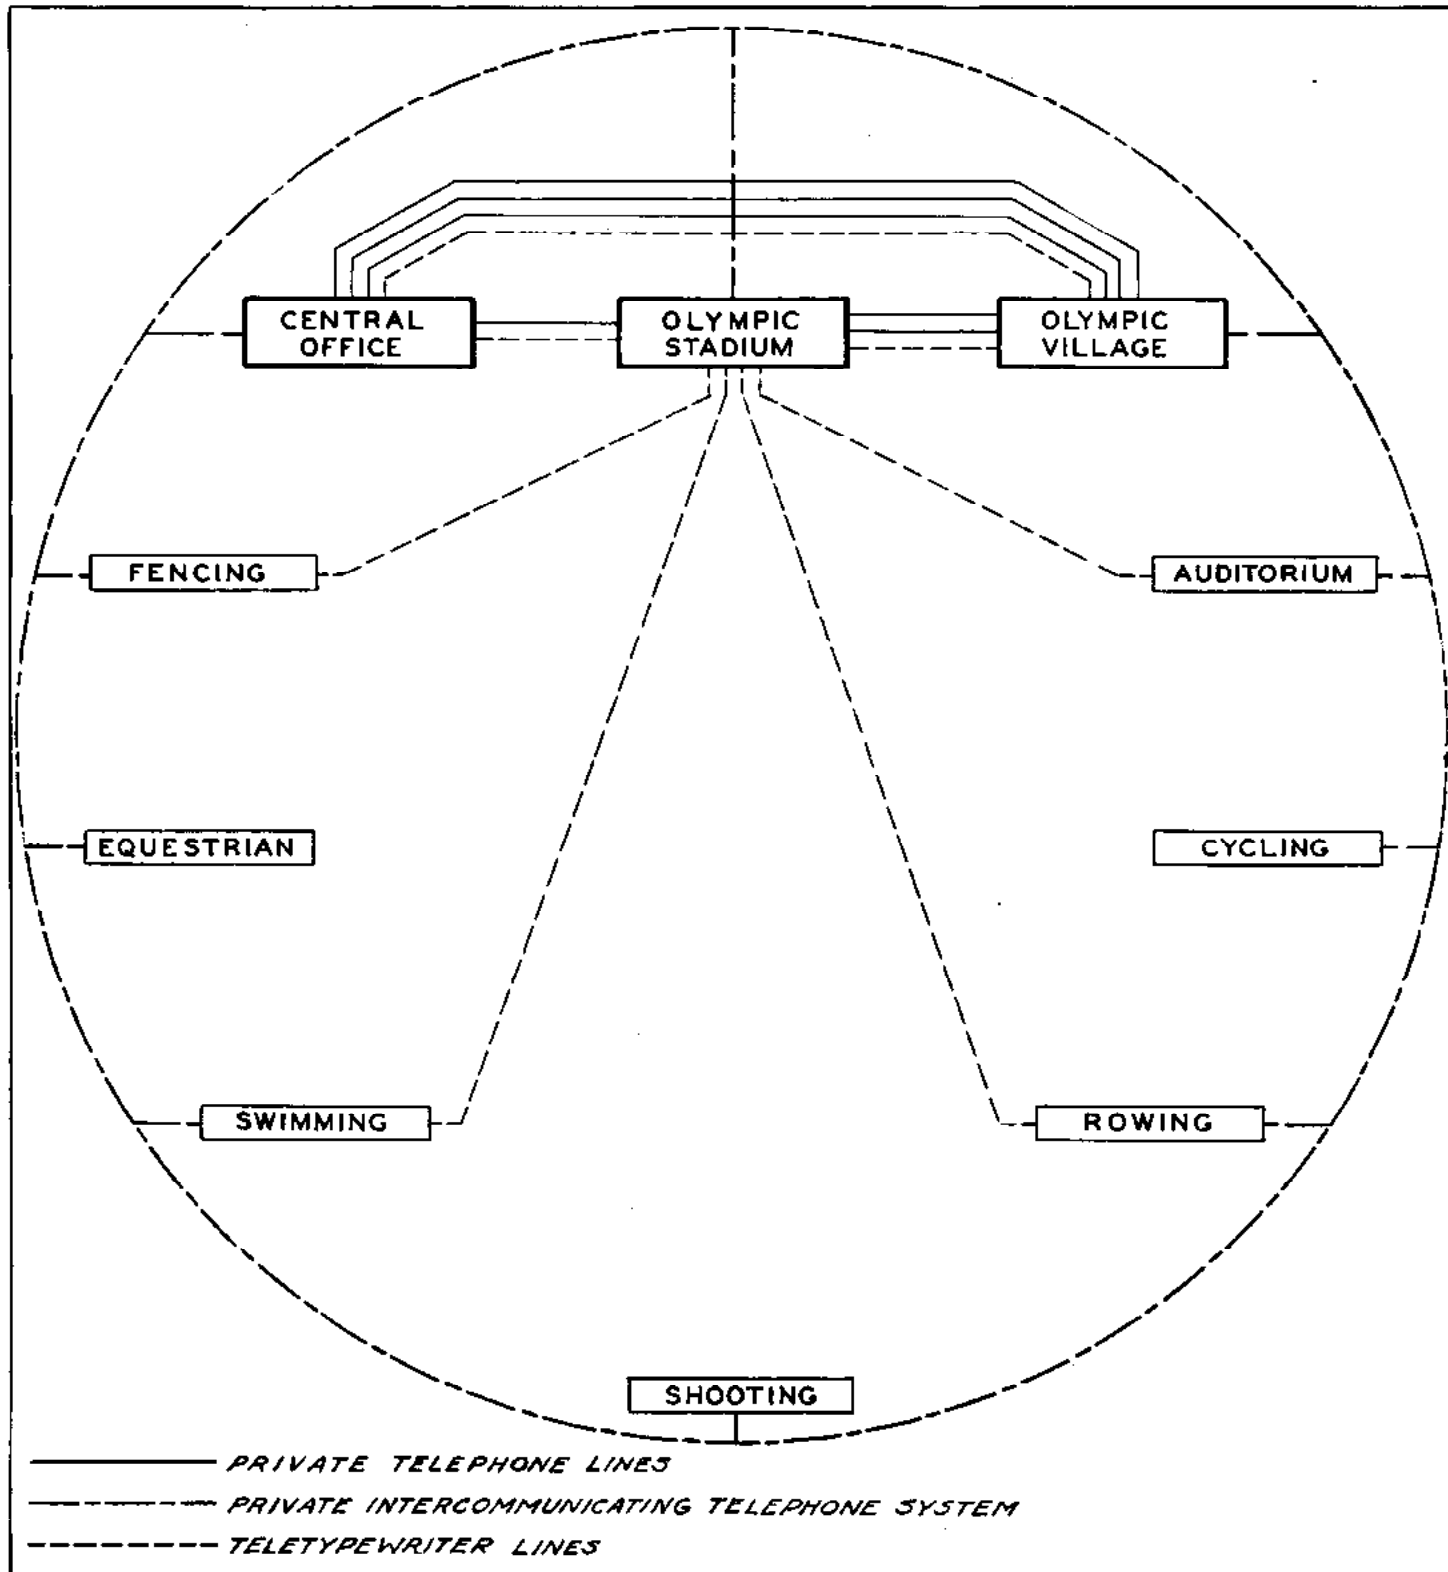 CENTRAL
OFFICE
OLYMPIC
STADIUM
OLYMPIC
VILLAGE
FENCING
AUDITORIUM
EQUESTRIAN
CYCLING
SWIMMING
ROWING
SHOOTING
PRIVATE TELEPHONE LINES
PRIVATE INTERCOMMUNICATING TELEPHONE SYSTEM
TELETYPEWRITER LINES